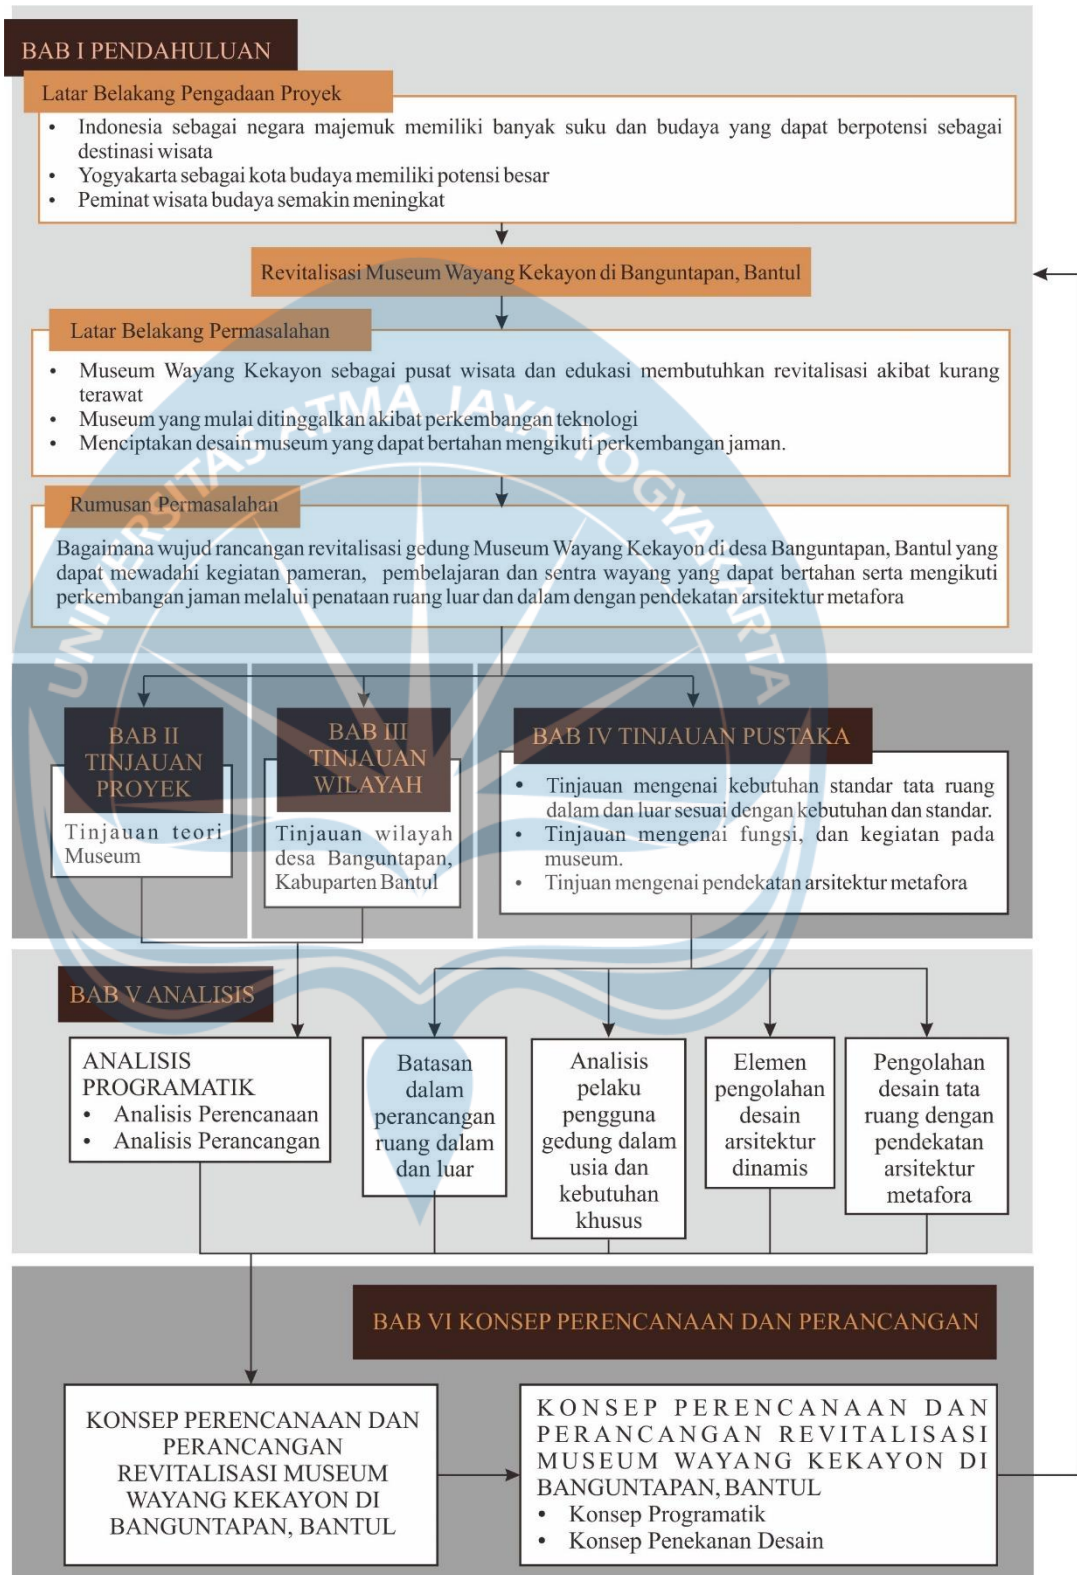 BAB I PENDAHULUAN
Latar Belakang Pengadaan Proyek
• Indonesia sebagai negara majemuk memiliki banyak suku dan budaya yang dapat berpotensi sebagai
destinasi wisata
• Yogyakarta sebagai kota budaya memiliki potensi besar
• Peminat wisata budaya semakin meningkat
Revitalisasi Museum Wayang Kekayon di Banguntapan, Bantul
Latar Belakang Permasalahan
• Museum Wayang Kekayon sebagai pusat wisata dan edukasi membutuhkan revitalisasi akibat kurang
terawat
• Museum yang mulai ditinggalkan akibat perkembangan teknologi
• Menciptakan desain museum yang dapat bertahan mengikuti perkembangan jaman.
Rumusan Permasalahan
Bagaimana wujud rancangan revitalisasi gedung Museum Wayang Kekayon di desa Banguntapan, Bantul yang
dapat mewadahi kegiatan pameran, pembelajaran dan sentra wayang yang dapat bertahan serta mengikuti
perkembangan jaman melalui penataan ruang luar dan dalam dengan pendekatan arsitektur metafora
UNIVERSITAS ATMA JAYA YOGYAKARTA
BAB II
TINJAUAN
PROYEK
Tinjauan teori
Museum
BAB III
TINJAUAN
WILAYAH
Tinjauan wilayah
desa Banguntapan,
Kabuparten Bantul
BAB IV TINJAUAN PUSTAKA
• Tinjauan mengenai kebutuhan standar tata ruang
dalam dan luar sesuai dengan kebutuhan dan standar.
• Tinjauan mengenai fungsi, dan kegiatan pada
museum.
• Tinjuan mengenai pendekatan arsitektur metafora
BAB V ANALISIS
ANALISIS
PROGRAMATIK
• Analisis Perencanaan
• Analisis Perancangan
Batasan
dalam
perancangan
ruang dalam
dan luar
Analisis
pelaku
pengguna
gedung dalam
usia dan
kebutuhan
khusus
Elemen
pengolahan
desain
arsitektur
dinamis
Pengolahan
desain tata
ruang dengan
pendekatan
arsitektur
metafora
BAB VI KONSEP PERENCANAAN DAN PERANCANGAN
KONSEP PERENCANAAN DAN
PERANCANGAN
REVITALISASI MUSEUM
WAYANG KEKAYON DI
BANGUNTAPAN, BANTUL
KONSEP PERENCANAAN DAN
PERANCANGAN REVITALISASI
MUSEUM WAYANG KEKAYON DI
BANGUNTAPAN, BANTUL
• Konsep Programatik
• Konsep Penekanan Desain